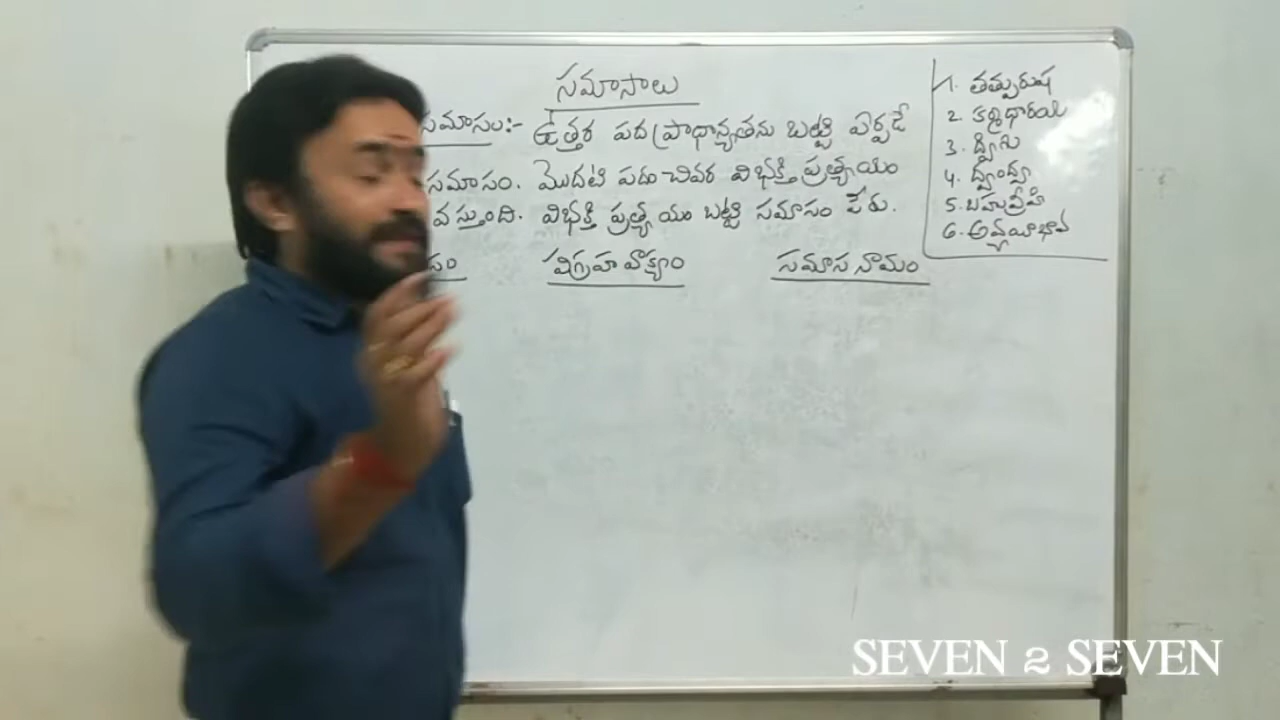 సమాసాలు
సమాసం:- ఉత్తర పద ప్రాధాన్యతను బట్టి ఏర్పడే
సమాసం. మొదటి పదం చివర విభక్తి ప్రత్యయం
వస్తుంది. విభక్తి ప్రత్యయం బట్టి సమాసం పేరు.
విగ్రహ వాక్యం సమాస నామం
1. తత్పురుష
2. కర్మధారయ
3. ద్విగు
4. ద్వంద్వ
5. బహువ్రీహి
6. అవ్యయీభావ
SEVEN 2 SEVEN